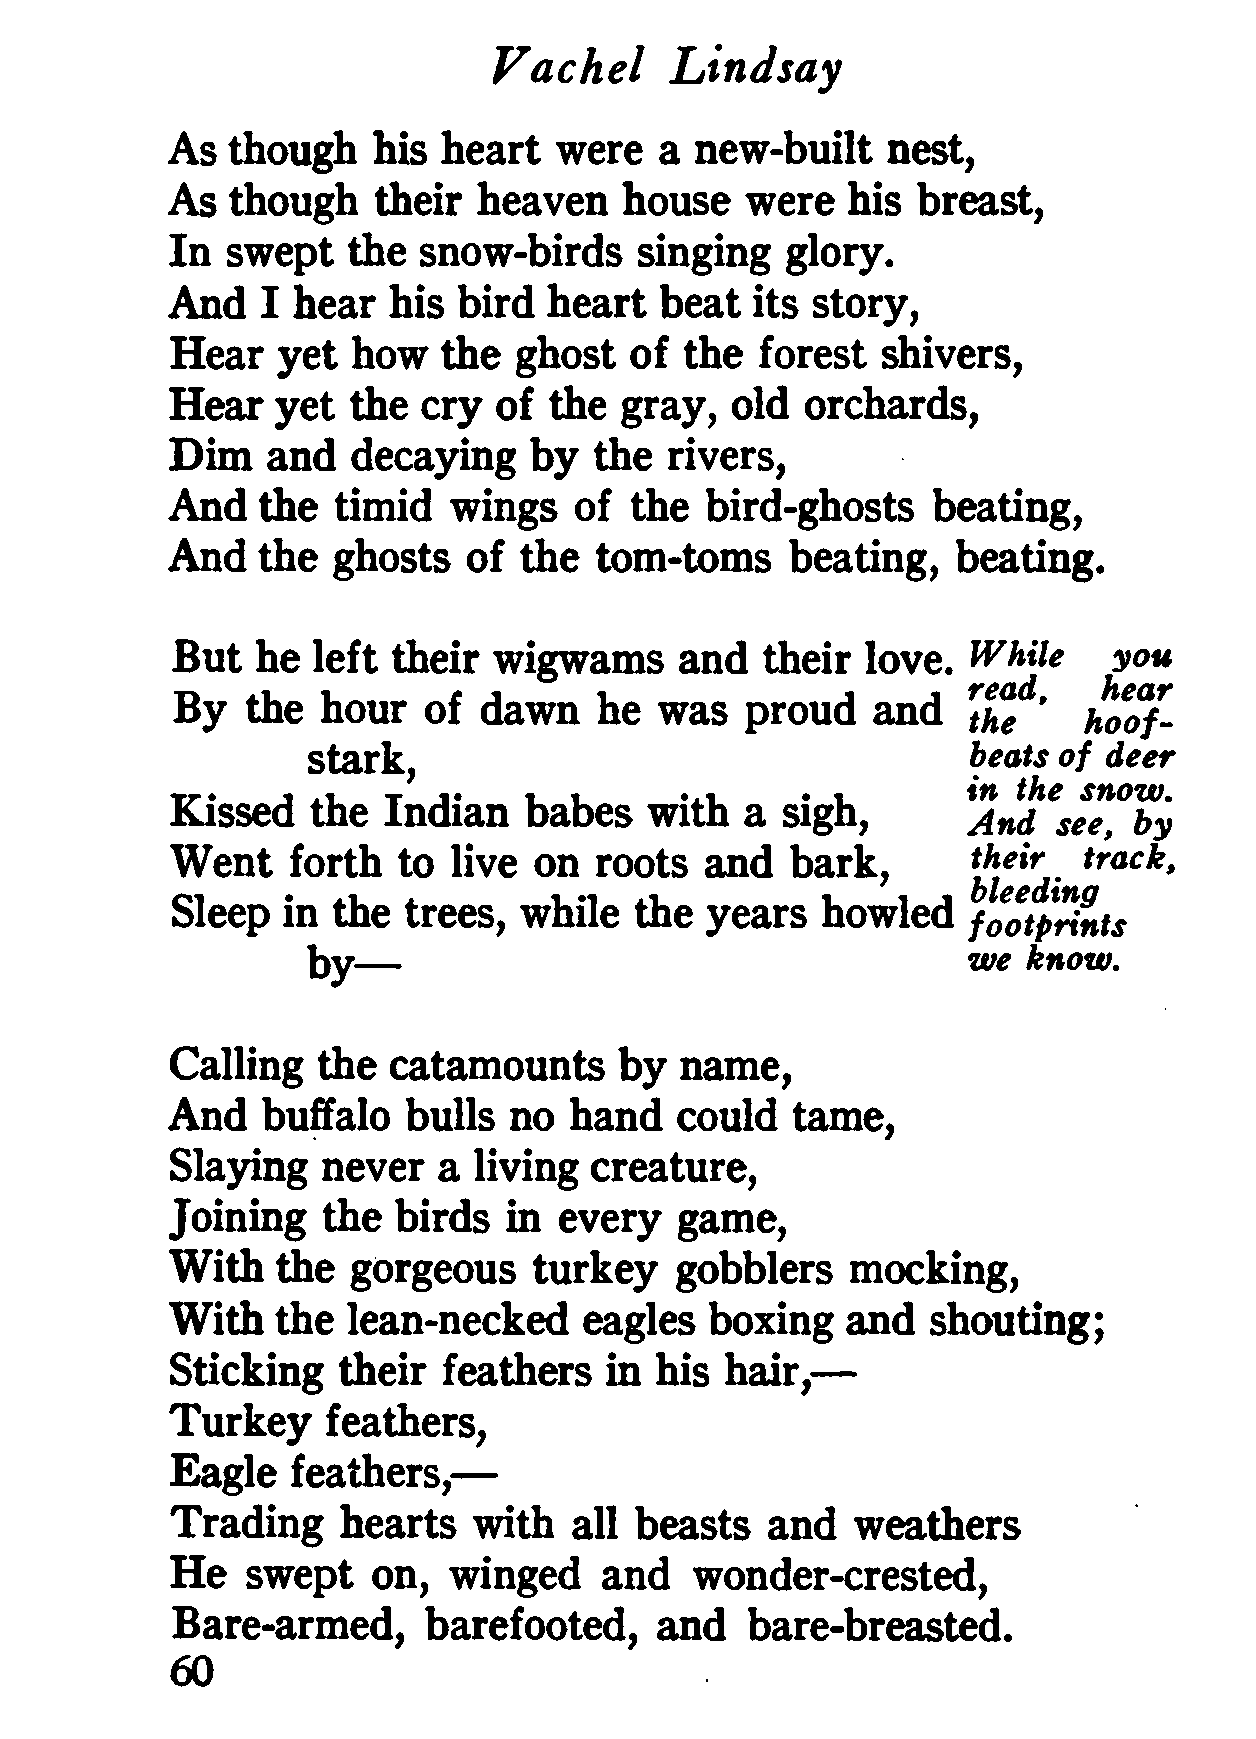 Vachel Lindsay
As though his heart were a new-built nest,
As though their heaven house were his breast,
In swept the snow-birds singing glory.
And I hear his bird heart beat its story,
Hear yet how the ghost of the forest shivers,
Hear yet the cry of the gray, old orchards,
Dim and decaying by the rivers,
And the timid wings of the bird-ghosts beating,
And the ghosts of the tom-toms beating, beating.
But he left their wigwams and their love.
By the hour of dawn he was proud and
stark,
Kissed the Indian babes with a sigh,
Went forth to live on roots and bark,
Sleep in the trees, while the years howled
by—
While you
read, hear
the hoof-
beats of deer
in the snow.
And see, by
their track,
bleeding
footprints
we know.
Calling the catamounts by name,
And buffalo bulls no hand could tame,
Slaying never a living creature,
Joining the birds in every game,
With the gorgeous turkey gobblers mocking,
With the lean-necked eagles boxing and shouting;
Sticking their feathers in his hair,—
Turkey feathers,
Eagle feathers,—
Trading hearts with all beasts and weathers
He swept on, winged and wonder-crested,
Bare-armed, barefooted, and bare-breasted.
60